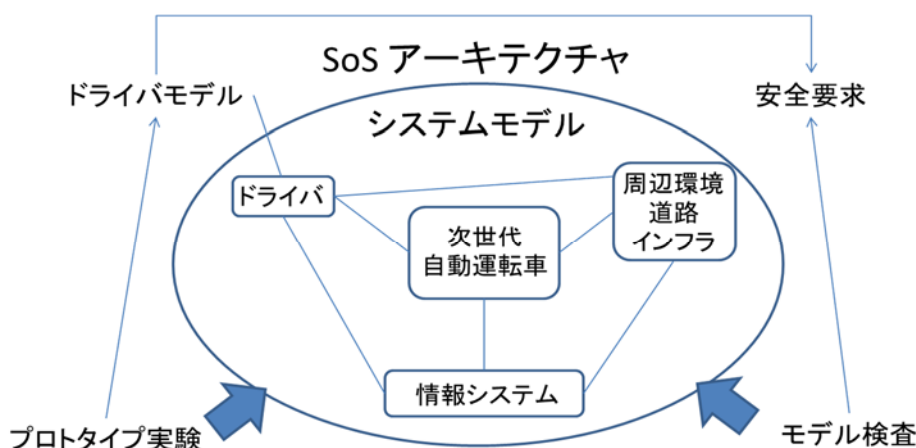 SoS アーキテクチャ
ドライバモデル
安全要求
システムモデル
ドライバ
周辺環境
道路
インフラ
次世代
自動運転車
情報システム
プロトタイプ実験
モデル検査